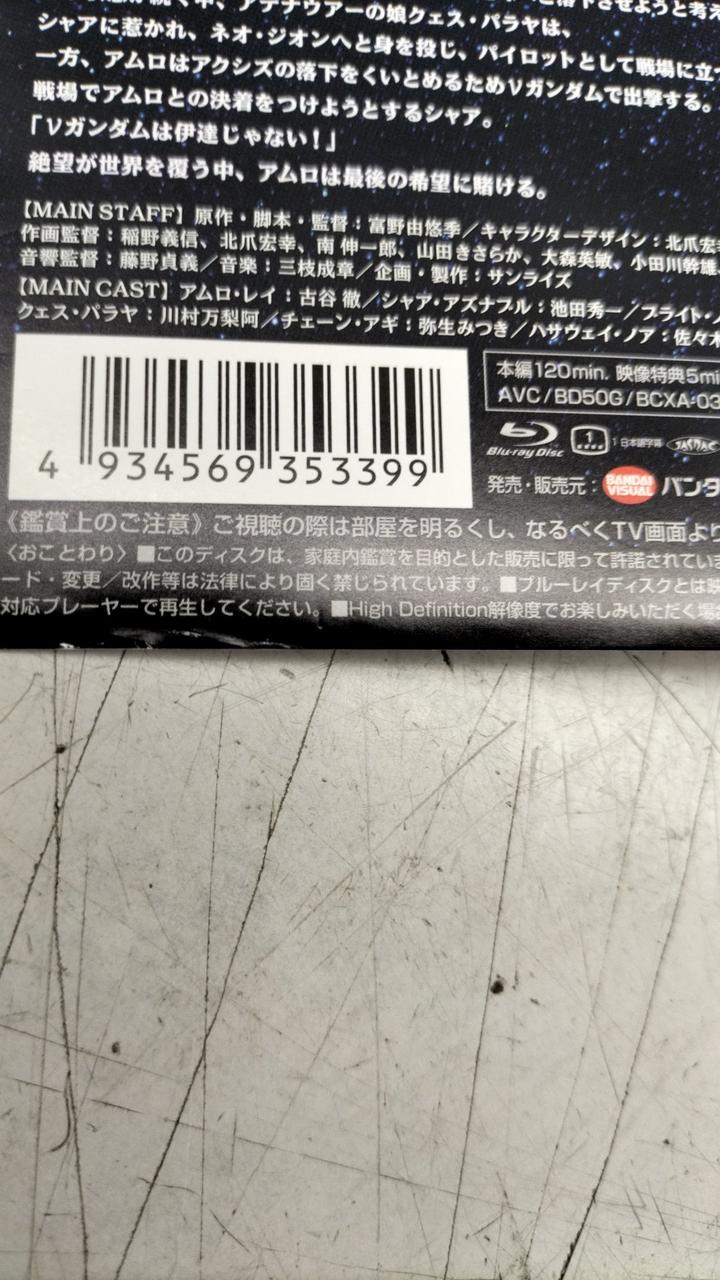 シャアに惹かれ、ネオ・ジオンへと身を投じ、パイロットとして戦場に立
一方、アムロはアクシズの落下をくいとめるためνガンダムで出撃する。
戦場でアムロとの決着をつけようとするシャア。
「νガンダムは伊達じゃない!」
絶望が世界を覆う中、アムロは最後の希望に賭ける。
【MAIN STAFF】原作・脚本・監督:富野由悠季/キャラクターデザイン:北爪宏
作画監督:稲野義信、北爪宏幸、南 伸一郎、山田きさらか、大森英敏、小田川幹雄
音響監督:藤野貞義/音楽:三枝成章/企画・製作:サンライズ
【MAIN CAST】アムロ・レイ:古谷 徹/シャア・アズナブル:池田秀一/ブライト・
クェス・パラヤ:川村万梨阿/チェーン・アギ:弥生みつき/ハサウェイ・ノア:佐々木
4 934569 353399
本編120min. 映像特典5mi
AVC/BD50G/BCXA-03
Blu-ray Disc 1 1 日本語字幕 JASRAC
発売・販売元: BANDAI VISUAL バンダ
《鑑賞上のご注意》ご視聴の際は部屋を明るくし、なるべくTV画面より
〈おことわり〉■このディスクは、家庭内鑑賞を目的とした販売に限って許諾されてい
ード・変更/改作等は法律により固く禁じられています。■ブルーレイディスクとは映
対応プレーヤーで再生してください。■High Definition解像度でお楽しみいただく場